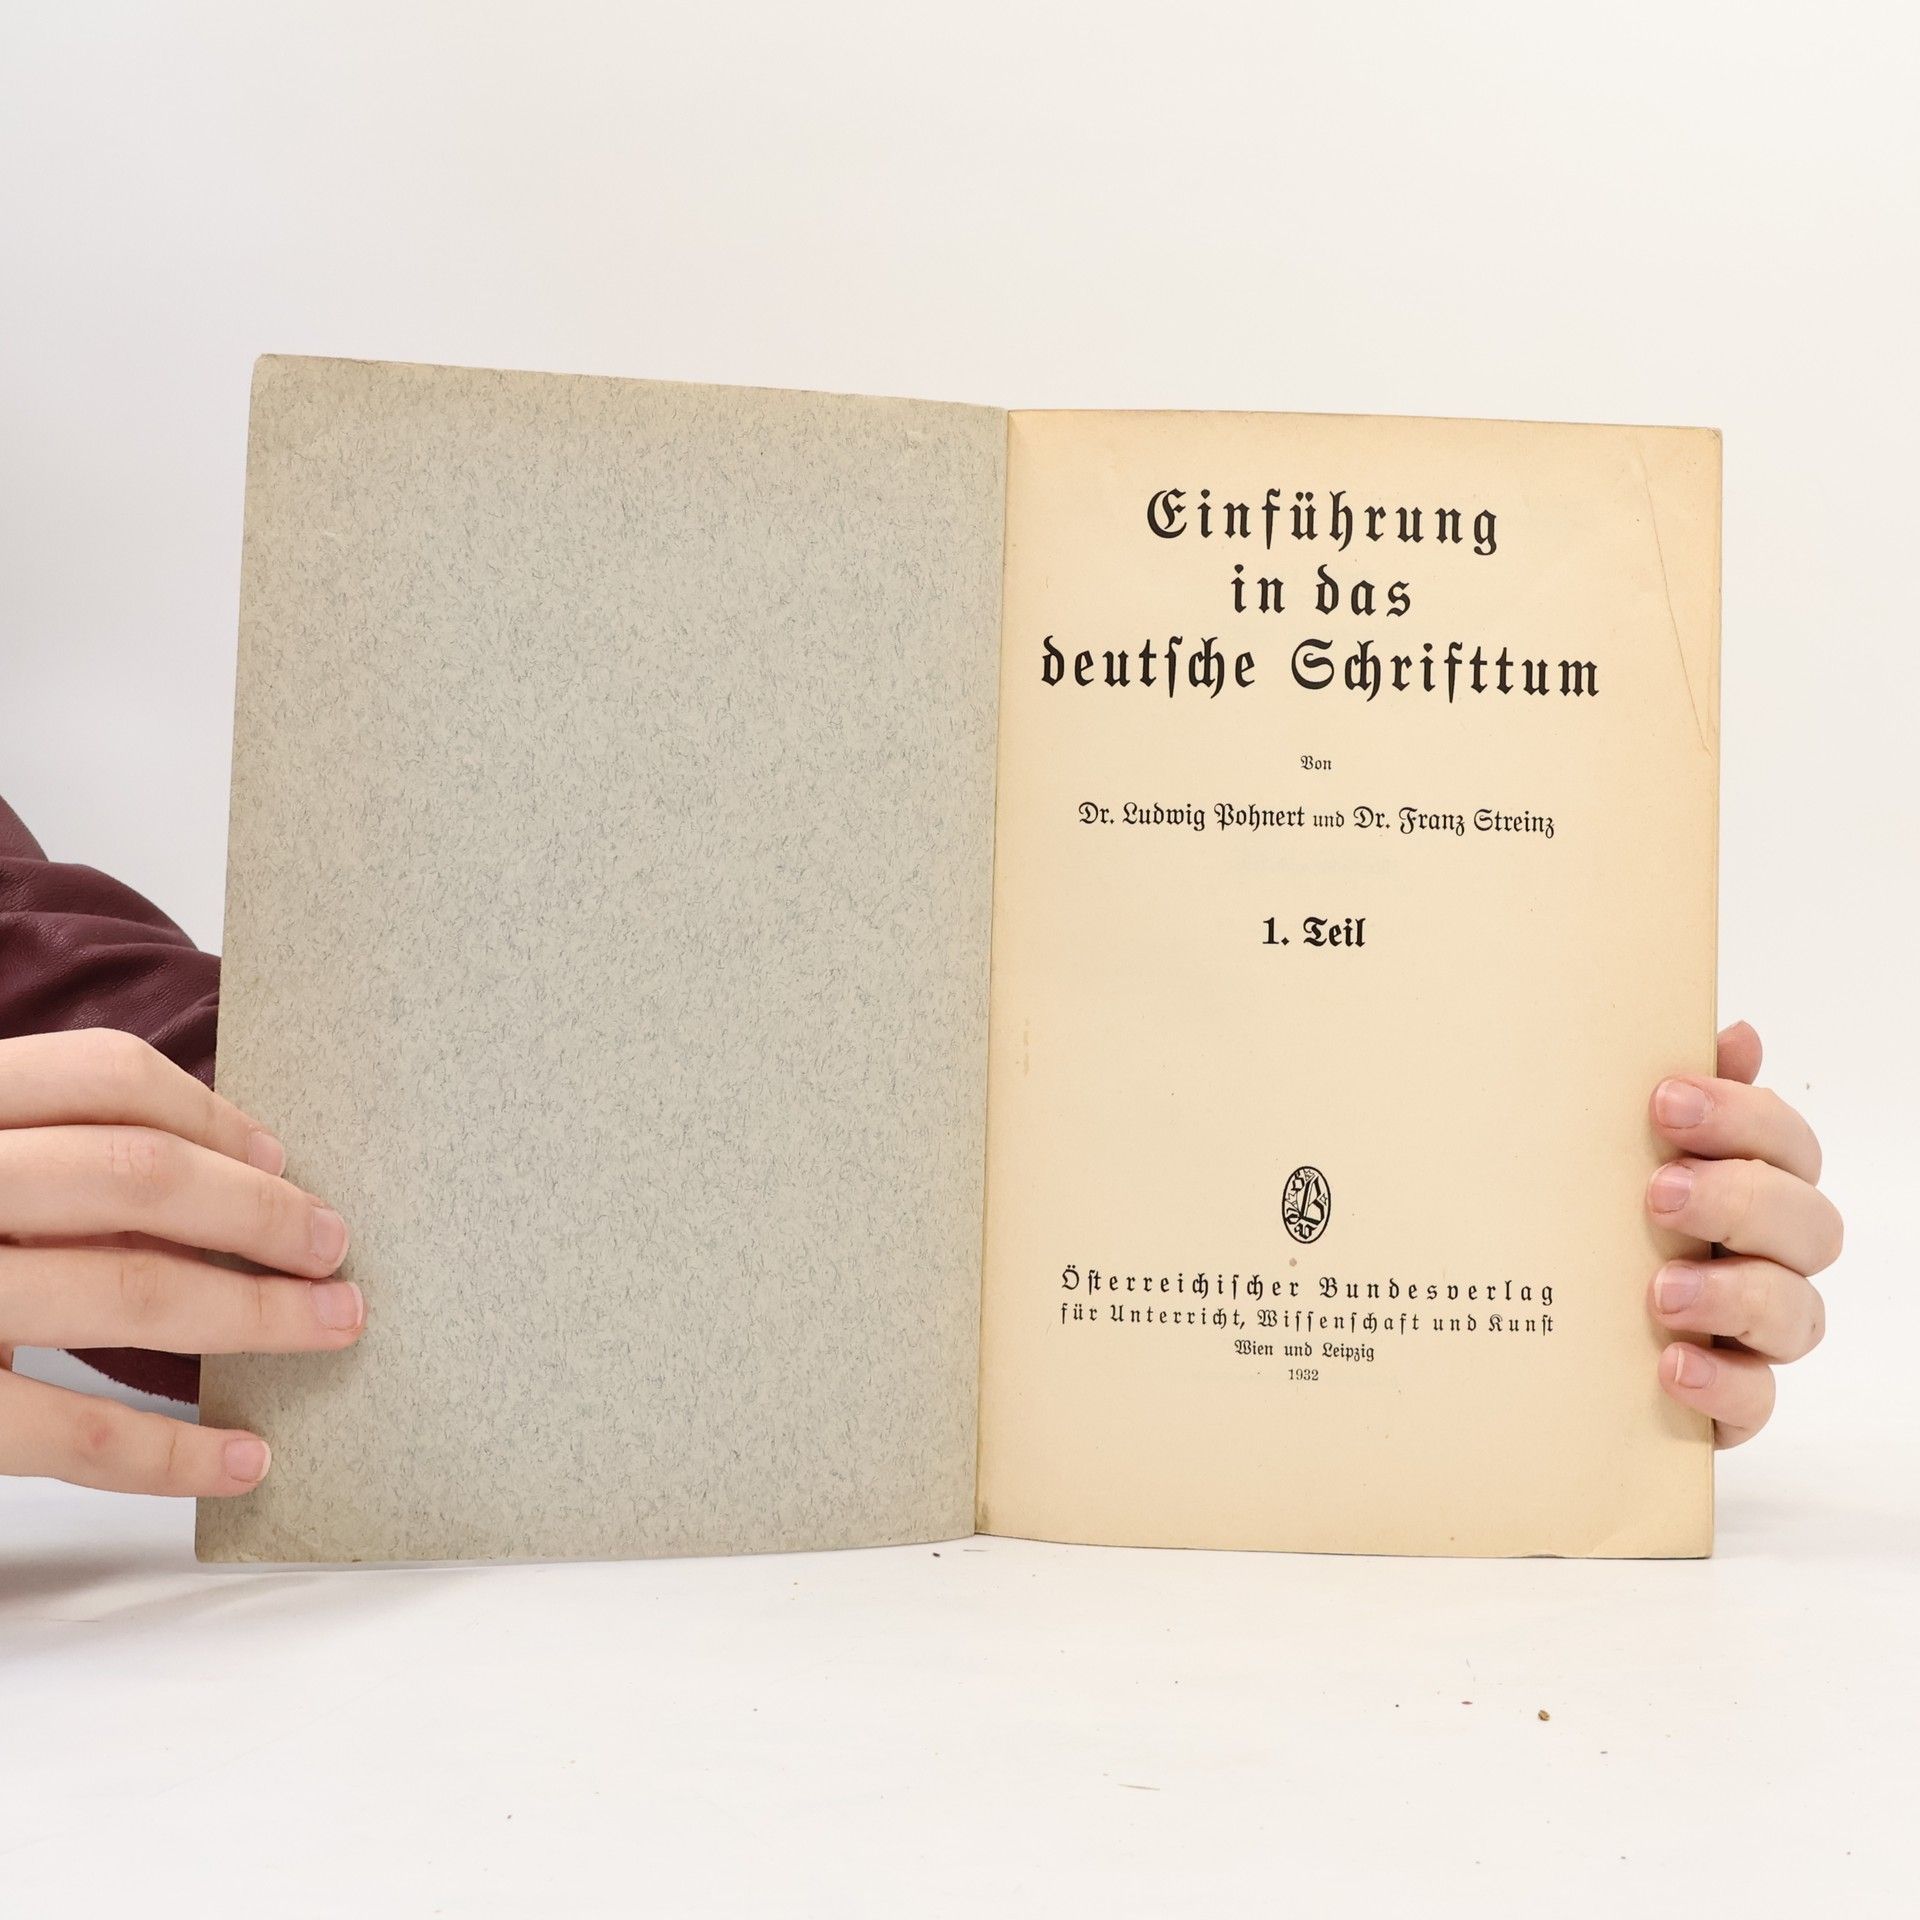 Einführung
in das
deutſche Schrifttum
Von
Dr. Ludwig Pohnert und Dr. Franz Streinz
1. Teil
Ö B V
Öſterreichiſcher Bundesverlag
für Unterricht, Wiſſenſchaft und Kunſt
Wien und Leipzig
1932